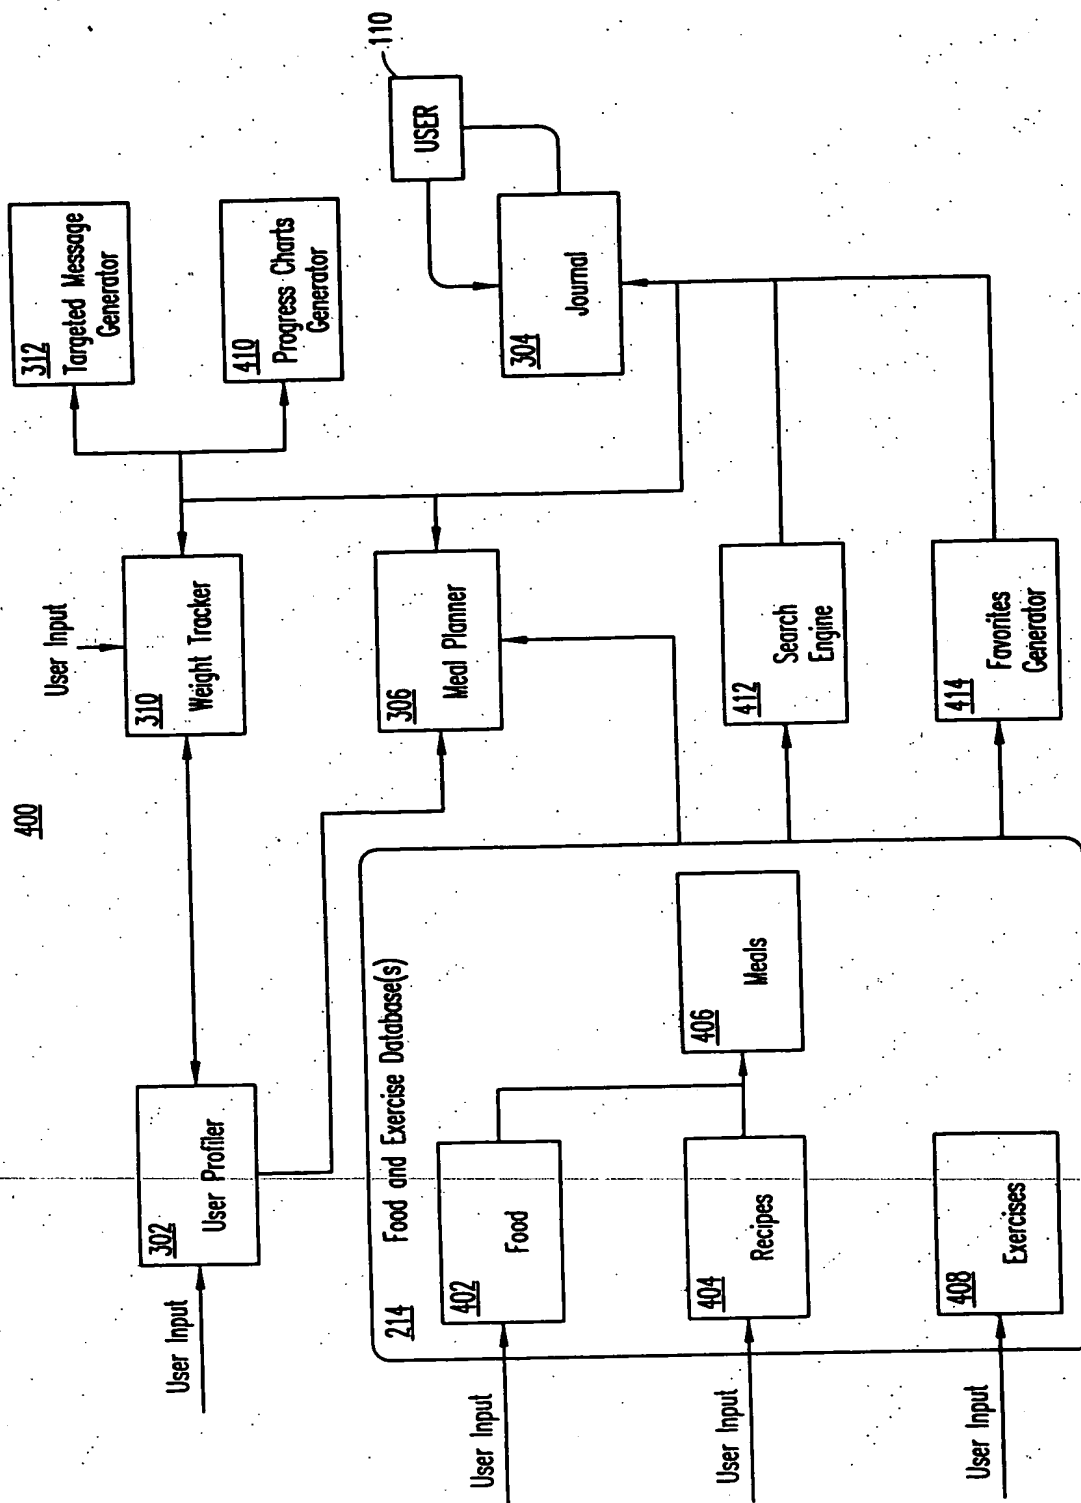 400
User Input
302
User Profiler
User Input
310
Weight Tracker
312
Targeted Message
Generator
410
Progress Charts
Generator
306
Meal Planner
USER
110
304
Journal
214
Food and Exercise Database(s)
User Input
402
Food
User Input
404
Recipes
406
Meals
User Input
408
Exercises
412
Search
Engine
414
Favorites
Generator